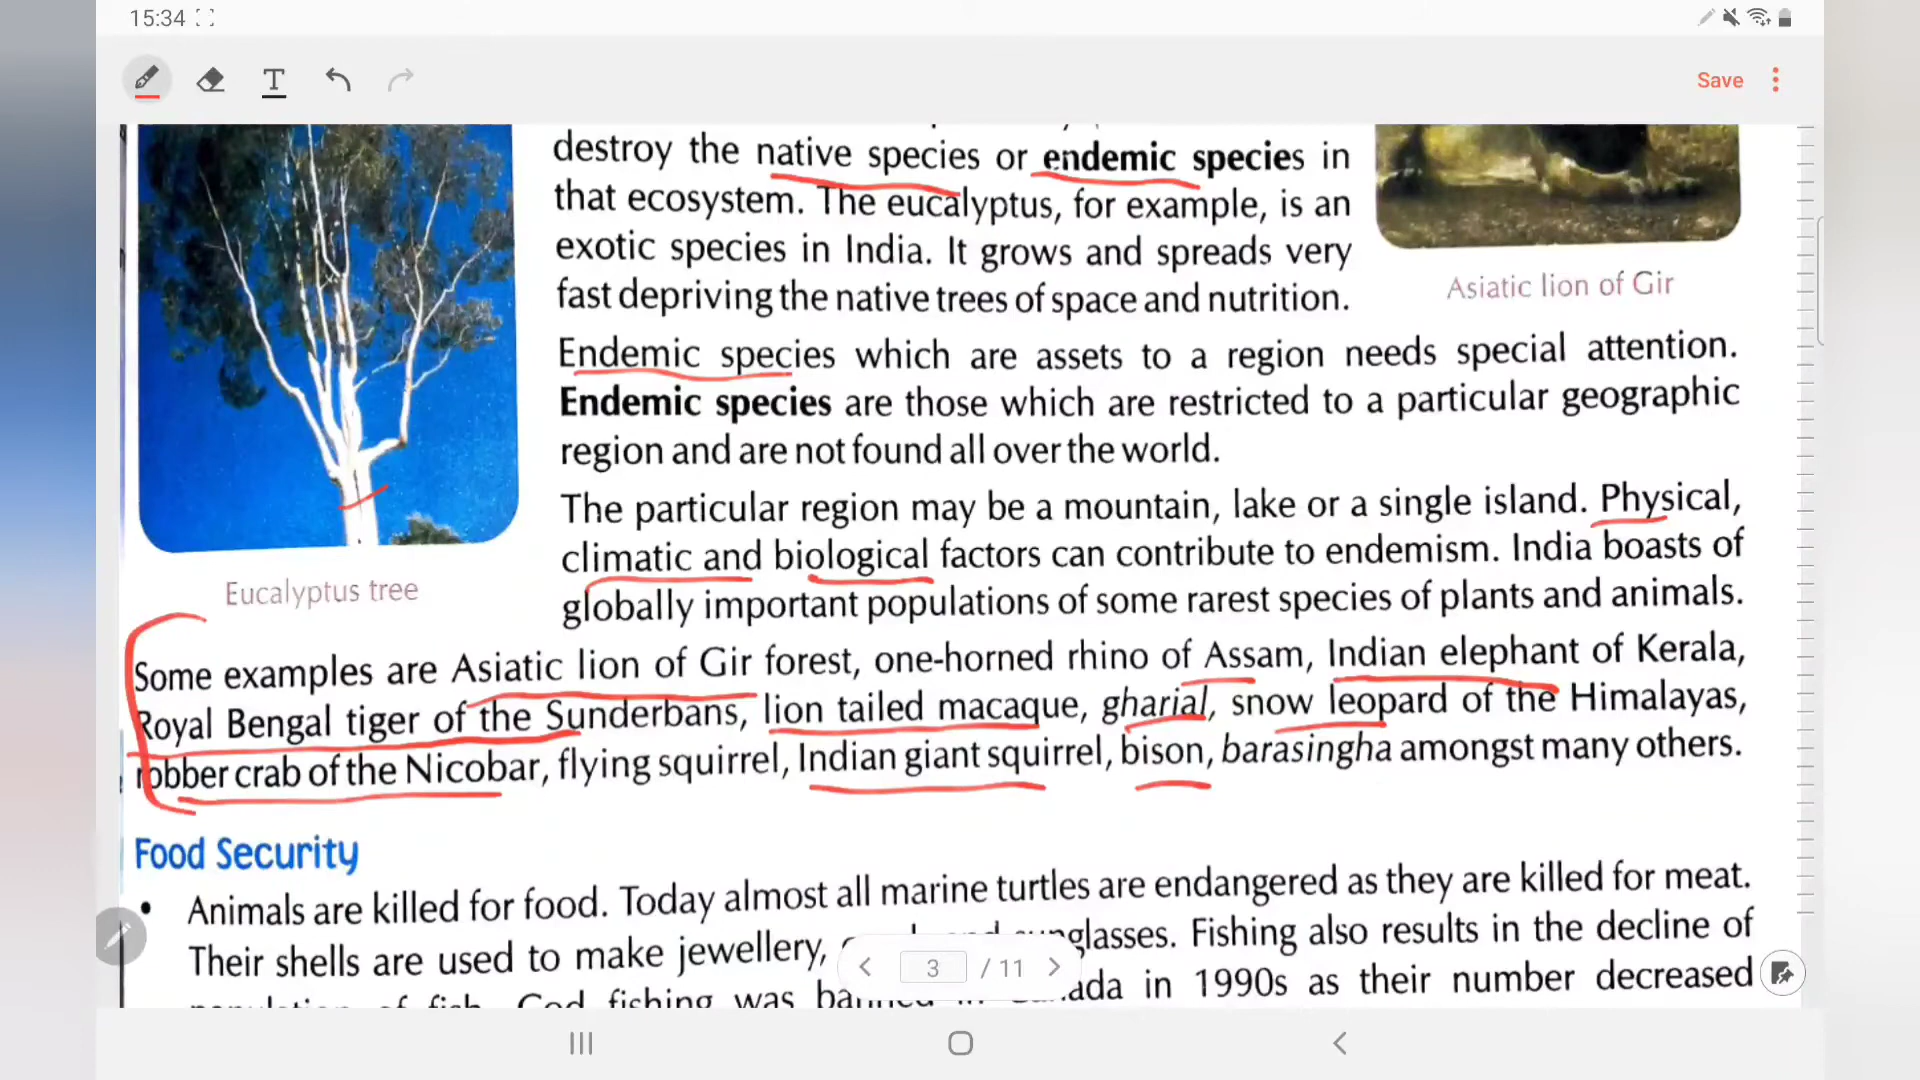 15:34
Save
destroy the native species or endemic species in
that ecosystem. The eucalyptus, for example, is an
exotic species in India. It grows and spreads very
fast depriving the native trees of space and nutrition.
Asiatic lion of Gir
Endemic species which are assets to a region needs special attention.
Endemic species are those which are restricted to a particular geographic
region and are not found all over the world.
The particular region may be a mountain, lake or a single island. Physical,
climatic and biological factors can contribute to endemism. India boasts of
globally important populations of some rarest species of plants and animals.
Eucalyptus tree
Some examples are Asiatic lion of Gir forest, one-horned rhino of Assam, Indian elephant of Kerala,
Royal Bengal tiger of the Sunderbans, lion tailed macaque, gharial, snow leopard of the Himalayas,
robber crab of the Nicobar, flying squirrel, Indian giant squirrel, bison, barasingha amongst many others.
Food Security
• Animals are killed for food. Today almost all marine turtles are endangered as they are killed for meat.
Their shells are used to make jewellery, sunglasses. Fishing also results in the decline of
of fish. Cod fishing was banned in Canada in 1990s as their number decreased
3 / 11